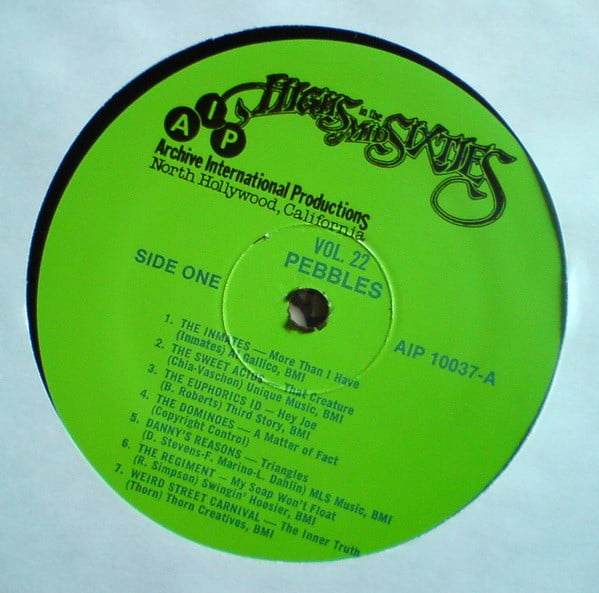 HIGHS in the MID SIXTIES
AIP
Archive International Productions
North Hollywood, California
VOL. 22
PEBBLES
SIDE ONE
AIP 10037-A
1. THE INMATES — More Than I Have
(Inmates) Algallico, BMI
2. THE SWEET ACIDS — That Creature
(Chia-Vaschon) Unique Music, BMI
3. THE EUPHORICS ID — Hey Joe
(B. Roberts) Third Story, BMI
4. THE DOMINOES — A Matter of Fact
(Copyright Control)
5. DANNY'S REASONS — Triangles
(D. Stevens-F. Marino-L. Dahlin) MLS Music, BMI
6. THE REGIMENT — My Soap Won't Float
(R. Simpson) Swingin' Hoosier, BMI
7. WEIRD STREET CARNIVAL — The Inner Truth
(Thorn) Thorn Creatives, BMI